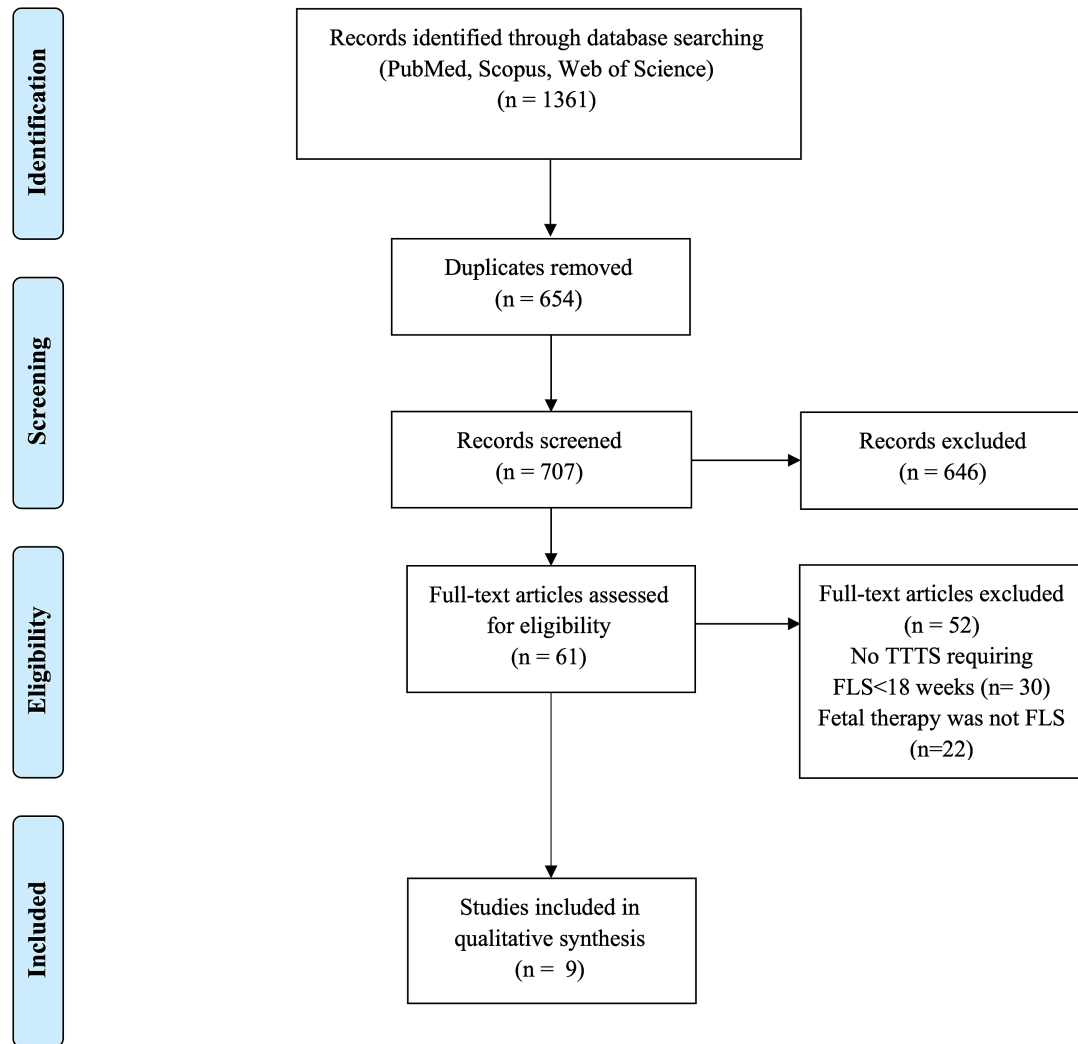 Identification
Records identified through database searching
(PubMed, Scopus, Web of Science)
(n = 1361)
Duplicates removed
(n = 654)
Screening
Records screened
(n = 707)
Records excluded
(n = 646)
Eligibility
Full-text articles assessed
for eligibility
(n = 61)
Full-text articles excluded
(n = 52)
No TTTS requiring
FLS<18 weeks (n= 30)
Fetal therapy was not FLS
(n=22)
Included
Studies included in
qualitative synthesis
(n =  9)